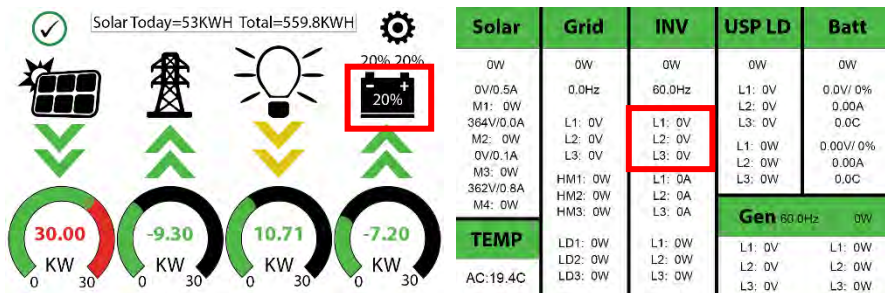 Solar Today=53KWH Total=559.8KWH
20% 20%
- +
20%
30.00
KW
0 30
-9.30
KW
0 30
10.71
KW
0 30
-7.20
KW
0 30
Solar
0W
0V/0.5A
M1: 0W
364V/0.0A
M2: 0W
0V/0.1A
M3: 0W
362V/0.8A
M4: 0W
TEMP
AC:19.4C
Grid
0W
0.0Hz
L1: 0V
L2: 0V
L3: 0V
HM1: 0W
HM2: 0W
HM3: 0W
LD1: 0W
LD2: 0W
LD3: 0W
INV
0W
60.0Hz
L1: 0V
L2: 0V
L3: 0V
L1: 0A
L2: 0A
L3: 0A
L1: 0W
L2: 0W
L3: 0W
USP LD
0W
L1: 0V
L2: 0V
L3: 0V
L1: 0W
L2: 0W
L3: 0W
Batt
0W
0.0V/ 0%
0.00A
0.0C
0.00V/ 0%
0.00A
0.0C
Gen 60.0Hz 0W
L1: 0V L1: 0W
L2: 0V L2: 0W
L3: 0V L3: 0W